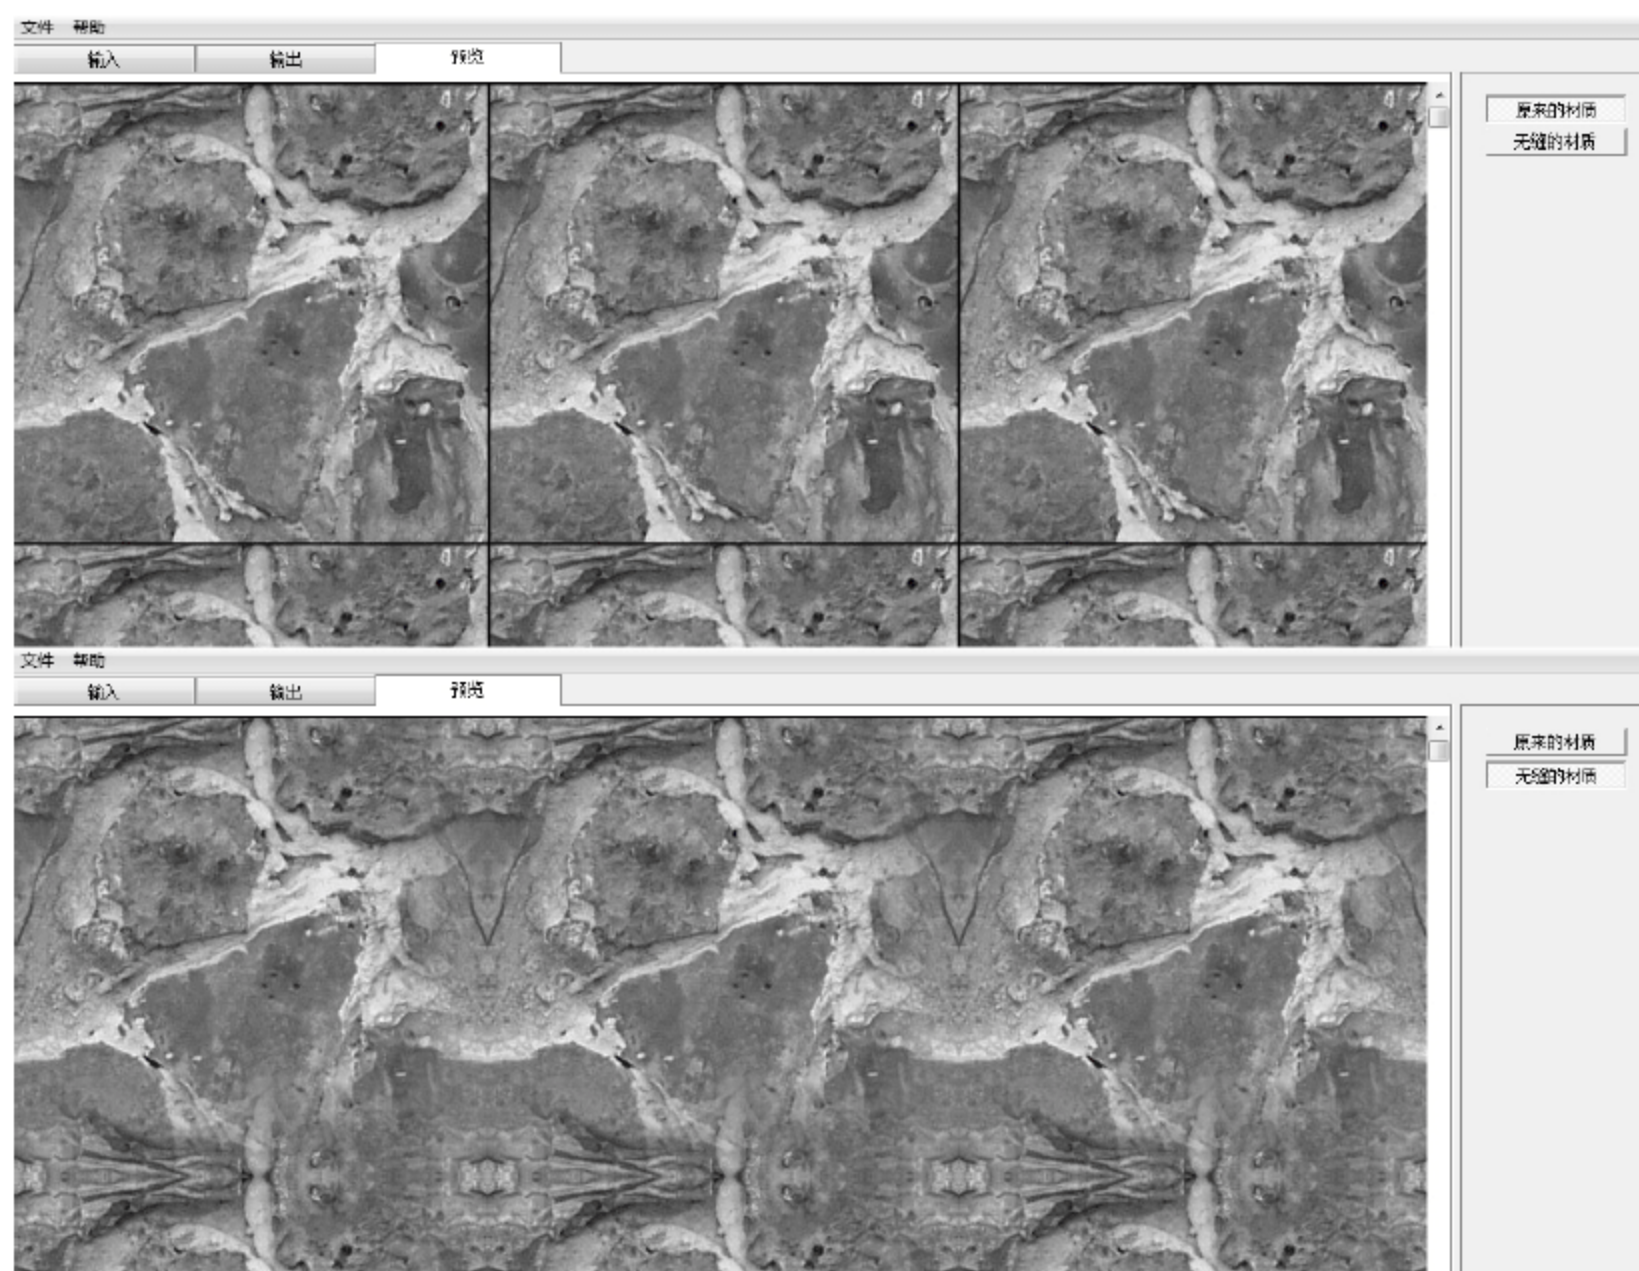 文件 帮助
输入 输出 预览
原来的材质
无缝的材质
文件 帮助
输入 输出 预览
原来的材质
无缝的材质